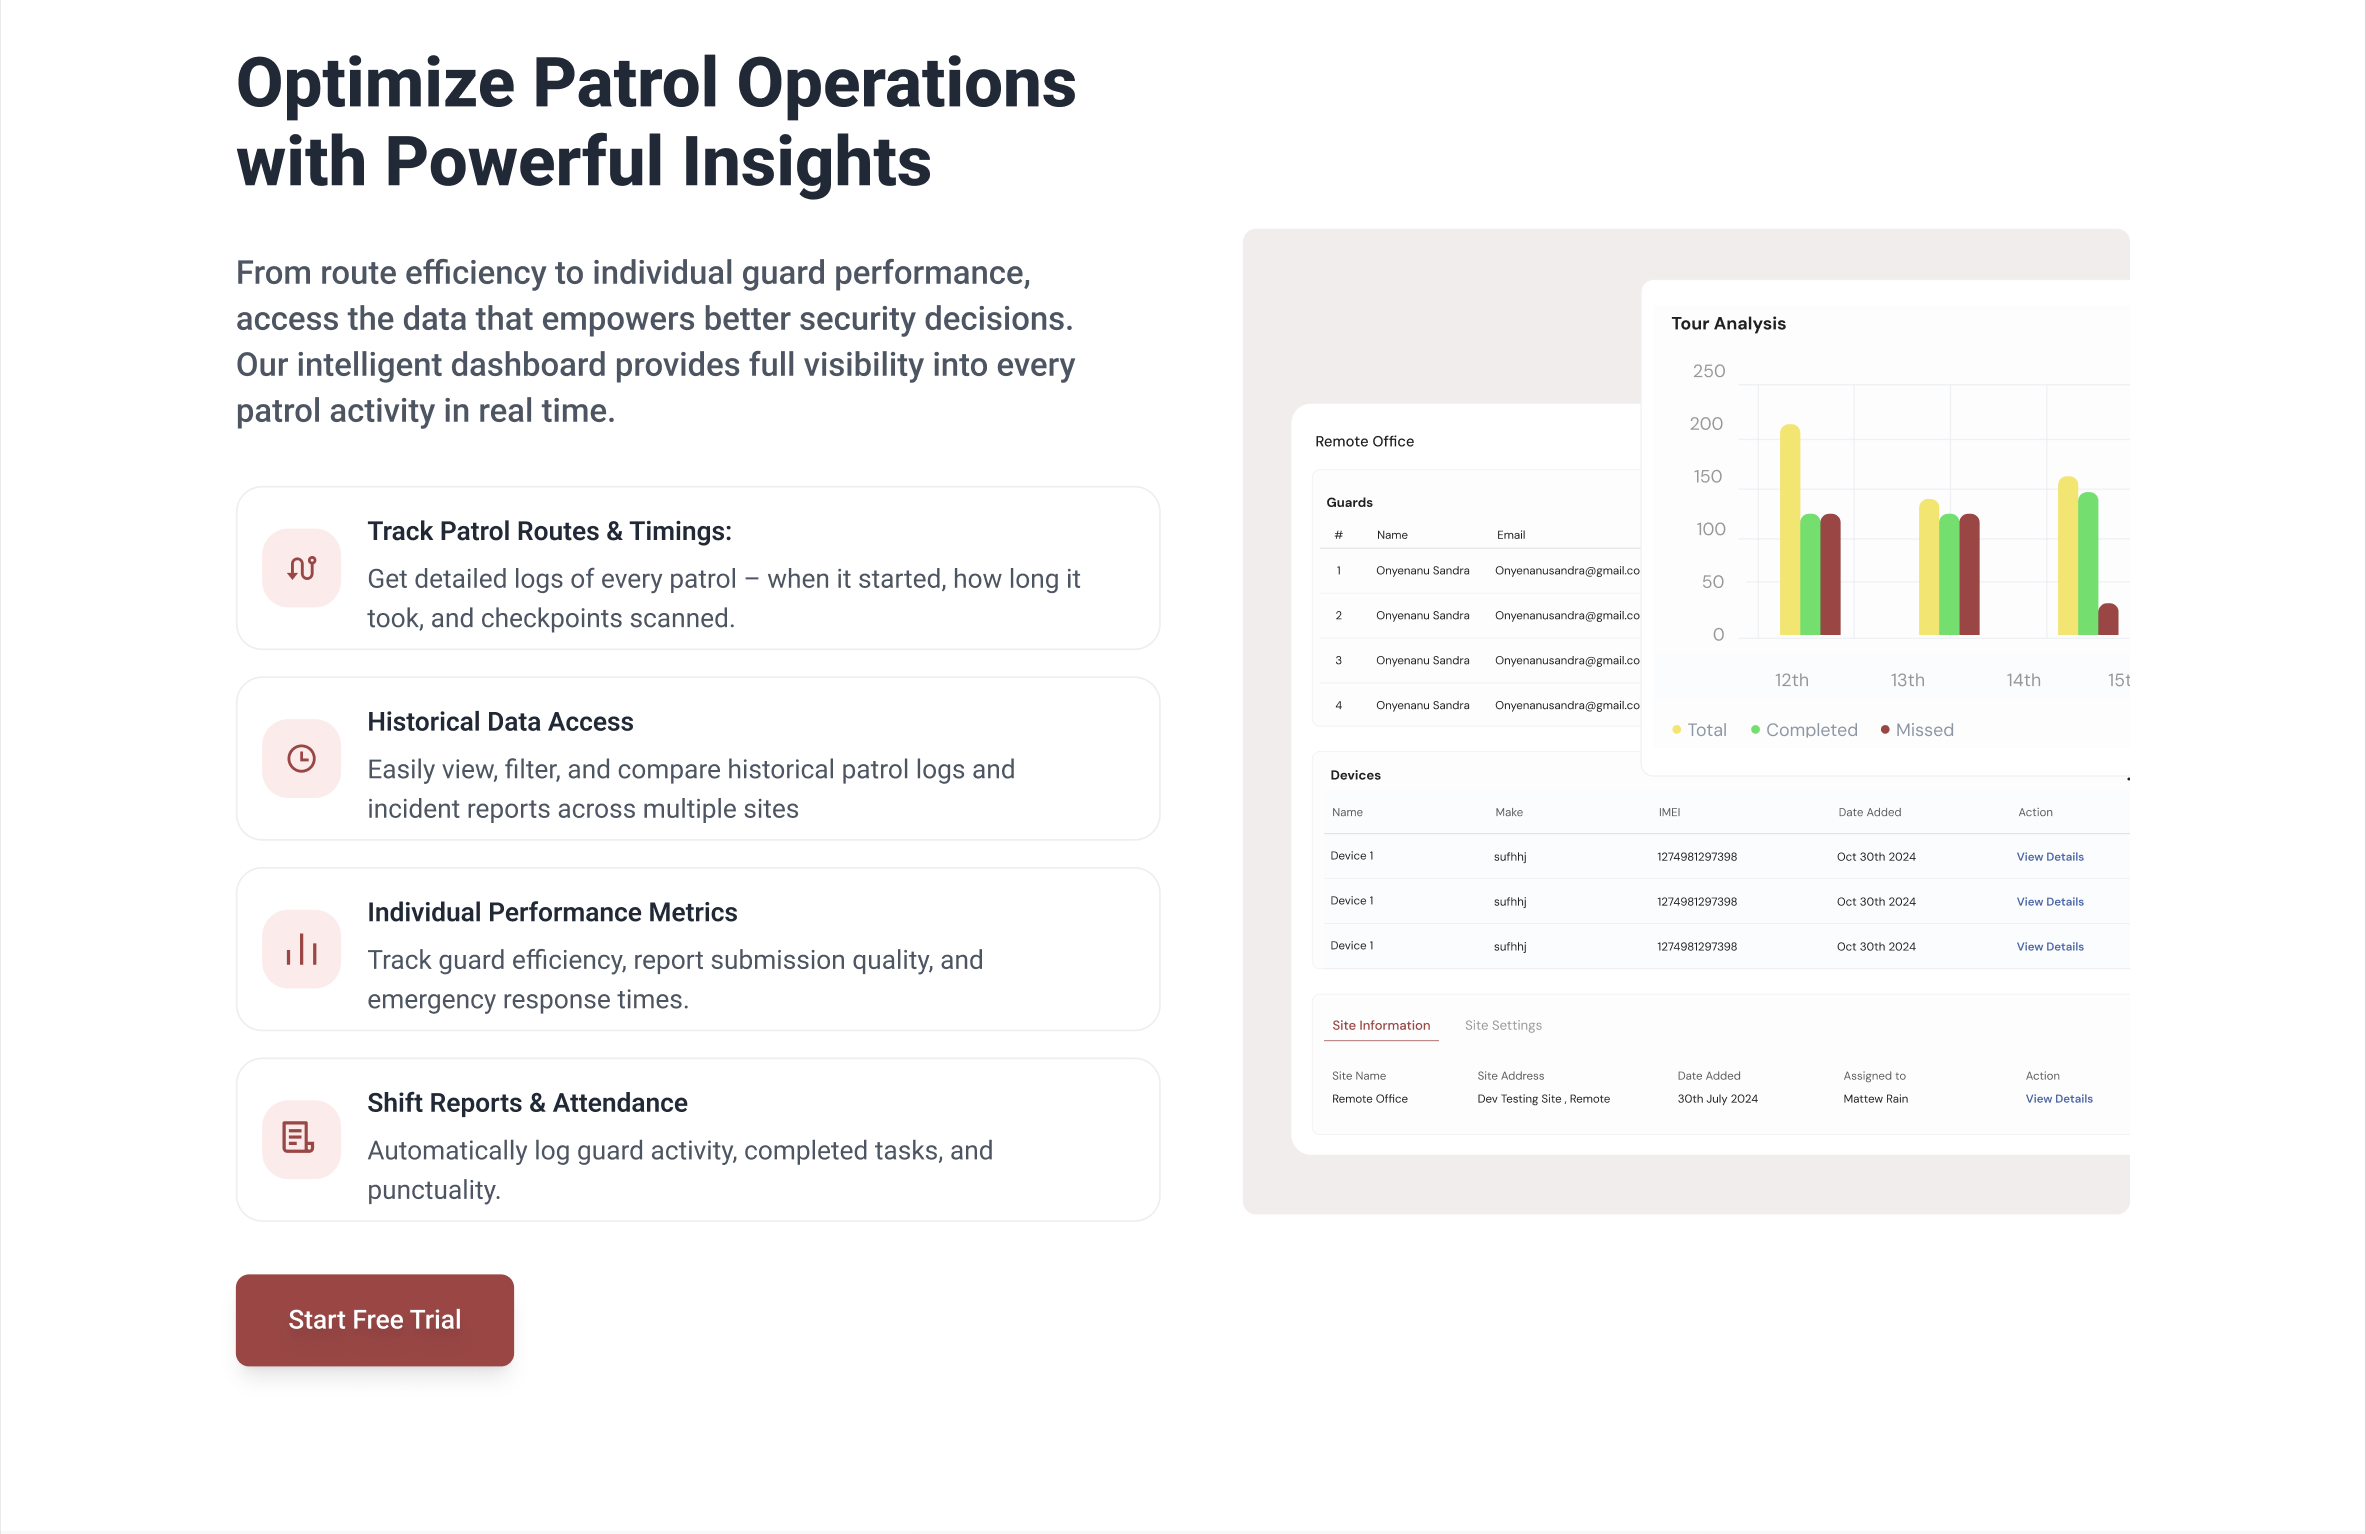 Optimize Patrol Operations
with Powerful Insights
From route efficiency to individual guard performance,
access the data that empowers better security decisions.
Our intelligent dashboard provides full visibility into every
patrol activity in real time.
Track Patrol Routes & Timings:
Get detailed logs of every patrol – when it started, how long it
took, and checkpoints scanned.
Historical Data Access
Easily view, filter, and compare historical patrol logs and
incident reports across multiple sites
Individual Performance Metrics
Track guard efficiency, report submission quality, and
emergency response times.
Shift Reports & Attendance
Automatically log guard activity, completed tasks, and
punctuality.
Start Free Trial
Tour Analysis
250
200
150
100
50
0
12th 13th 14th 15t
Total Completed Missed
Remote Office
Guards
# Name Email
1 Onyenanu Sandra Onyenanusandra@gmail.co
2 Onyenanu Sandra Onyenanusandra@gmail.co
3 Onyenanu Sandra Onyenanusandra@gmail.co
4 Onyenanu Sandra Onyenanusandra@gmail.co
Devices
Name Make IMEI Date Added Action
Device 1 sufhhj 1274981297398 Oct 30th 2024 View Details
Device 1 sufhhj 1274981297398 Oct 30th 2024 View Details
Device 1 sufhhj 1274981297398 Oct 30th 2024 View Details
Site Information Site Settings
Site Name Site Address Date Added Assigned to Action
Remote Office Dev Testing Site , Remote 30th July 2024 Mattew Rain View Details